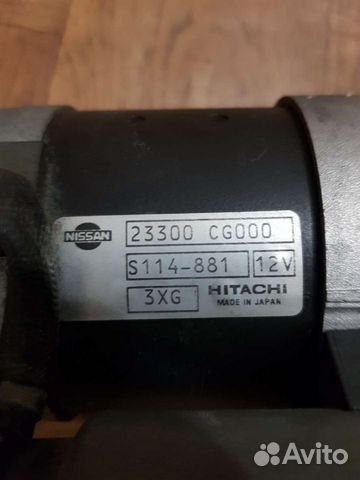 NISSAN 23300 CG000
S114-881 12V
3XG HITACHI
MADE IN JAPAN
Avito